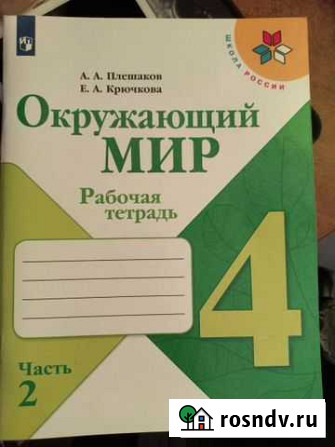 ШКОЛА РОССИИ
А. А. Плешаков
Е. А. Крючкова
Окружающий
МИР
Рабочая
тетрадь
4
Часть
2
rosndv.ru